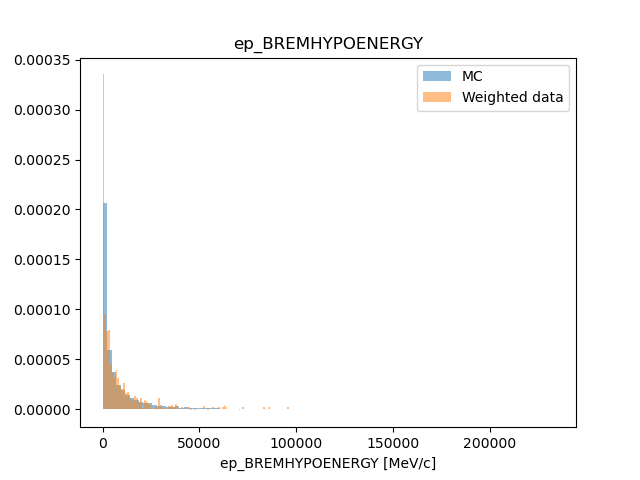 ep_BREMHYPOENERGY
MC
Weighted data
0.00035
0.00030
0.00025
0.00020
0.00015
0.00010
0.00005
0.00000
0 50000 100000 150000 200000
ep_BREMHYPOENERGY [MeV/c]